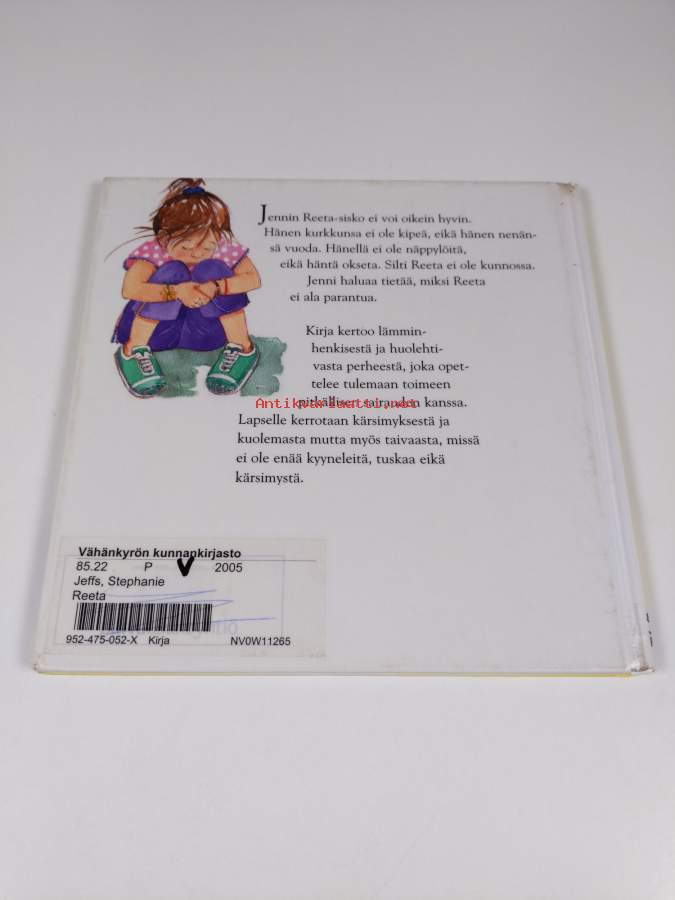 Jennin Reeta-sisko ei voi oikein hyvin.
Hänen kurkkunsa ei ole kipeä, eikä hänen nenän-
sä vuoda. Hänellä ei ole näppylöitä,
eikä häntä okseta. Silti Reeta ei ole kunnossa.
Jenni haluaa tietää, miksi Reeta
ei ala parantua.
Kirja kertoo lämmin-
henkisestä ja huolehti-
vasta perheestä, joka opet-
telee tulemaan toimeen
pitkällisen sairauden kanssa.
Antikvariaatti.net
Lapselle kerrotaan kärsimyksestä ja
kuolemasta mutta myös taivaasta, missä
ei ole enää kyyneleitä, tuskaa eikä
kärsimystä.
Vähänkyrön kunnankirjasto
85.22 P V 2005
Jeffs, Stephanie
Reeta
952-475-052-X Kirja NV0W11265